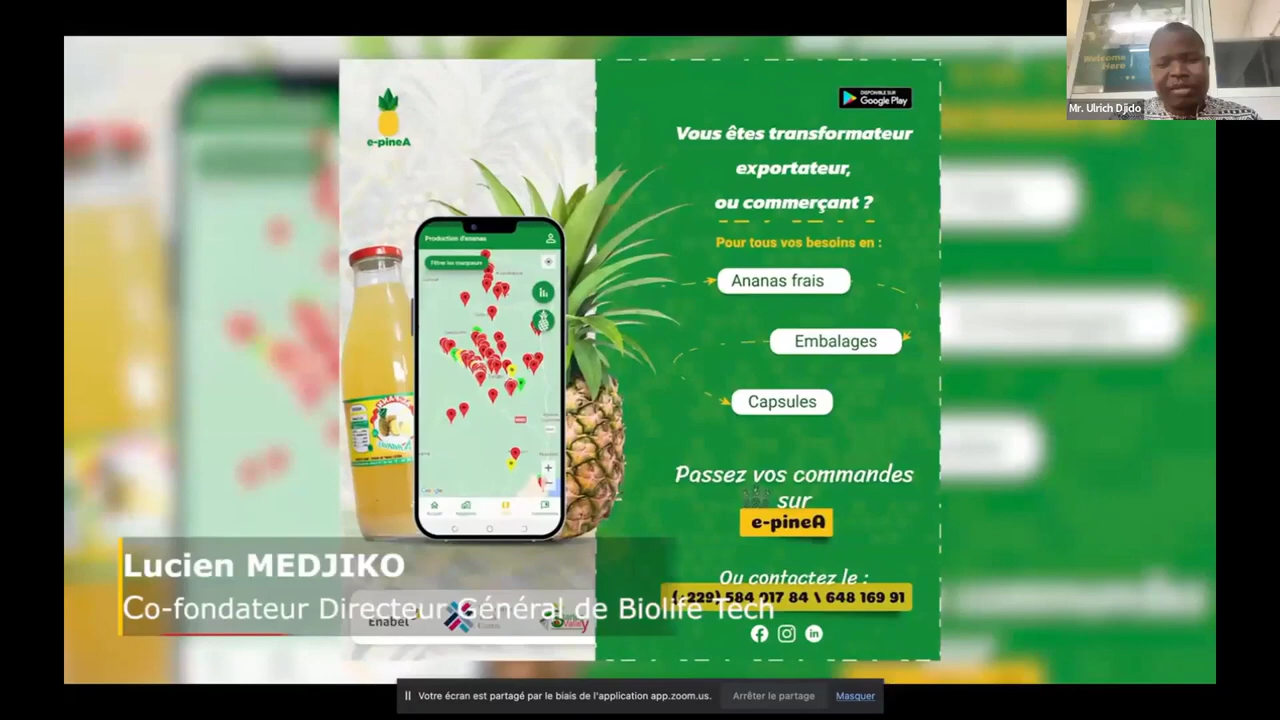 Welcome
Here
Mr. Ulrich Djido
e-pineA
DISPONIBLE SUR
Google Play
Vous êtes transformateur
exportateur,
ou commerçant ?
Pour tous vos besoins en :
Ananas frais
Embalages
Capsules
Production d'ananas
Filtrer les marqueurs
Google
Passez vos commandes
sur
e-pineA
Ou contactez le :
(+229) 584 017 84 \ 648 169 91
Lucien MEDJIKO
Co-fondateur Directeur Général de Biolife Tech
Enabel
Votre écran est partagé par le biais de l'application app.zoom.us.
Arrêter le partage
Masquer